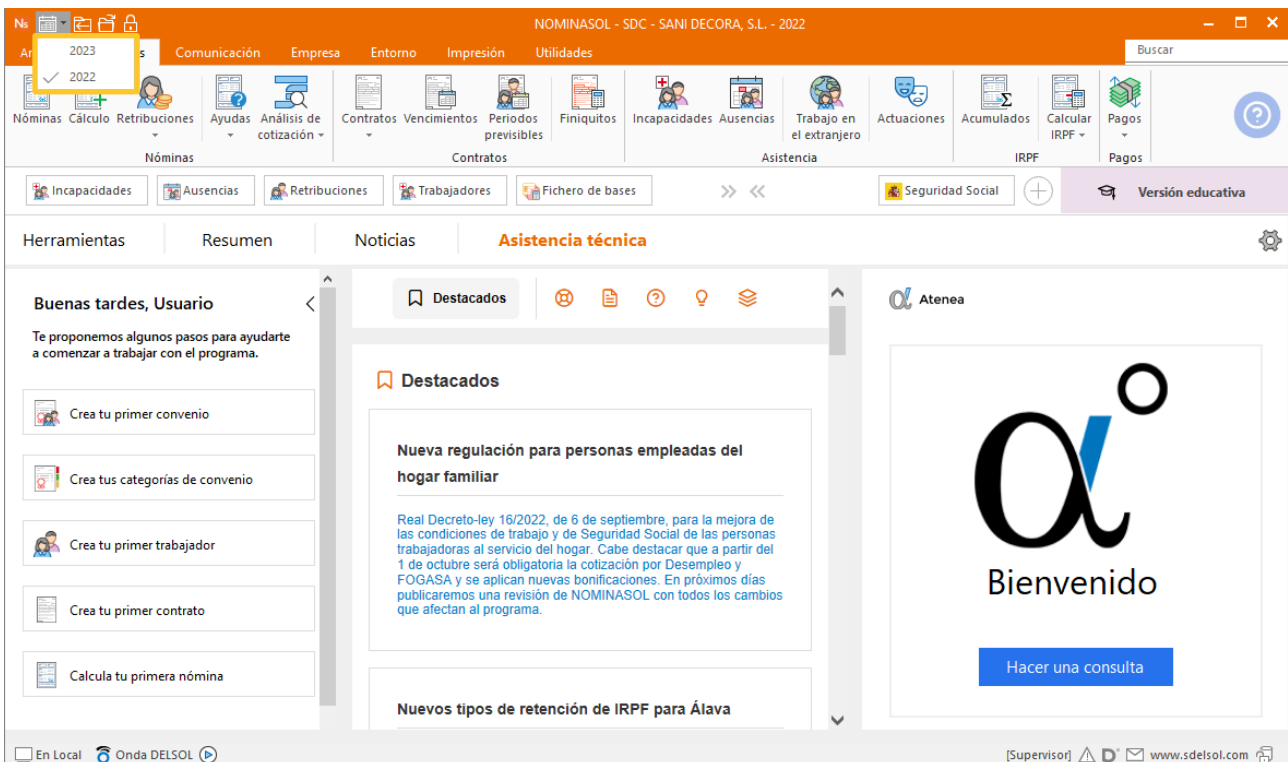 Ns
NOMINASOL - SDC - SANI DECORA, S.L. - 2022
2023
2022
Comunicación
Empresa
Entorno
Impresión
Utilidades
Buscar
Nóminas
Cálculo
Retribuciones
Ayudas
Análisis de
cotización
Nóminas
Contratos
Vencimientos
Periodos
previsibles
Finiquitos
Contratos
Incapacidades
Ausencias
Trabajo en
el extranjero
Asistencia
Actuaciones
Acumulados
Calcular
IRPF
IRPF
Pagos
Pagos
Incapacidades
Ausencias
Retribuciones
Trabajadores
Fichero de bases
Seguridad Social
Versión educativa
Herramientas
Resumen
Noticias
Asistencia técnica
Buenas tardes, Usuario
Te proponemos algunos pasos para ayudarte
a comenzar a trabajar con el programa.
Crea tu primer convenio
Crea tus categorías de convenio
Crea tu primer trabajador
Crea tu primer contrato
Calcula tu primera nómina
Destacados
Destacados
Nueva regulación para personas empleadas del
hogar familiar
Real Decreto-ley 16/2022, de 6 de septiembre, para la mejora de
las condiciones de trabajo y de Seguridad Social de las personas
trabajadoras al servicio del hogar. Cabe destacar que a partir del
1 de octubre será obligatoria la cotización por Desempleo y
FOGASA y se aplican nuevas bonificaciones. En próximos días
publicaremos una revisión de NOMINASOL con todos los cambios
que afectan al programa.
Nuevos tipos de retención de IRPF para Álava
Atenea
Bienvenido
Hacer una consulta
En Local
Onda DELSOL
[Supervisor]
D
www.sdelsol.com